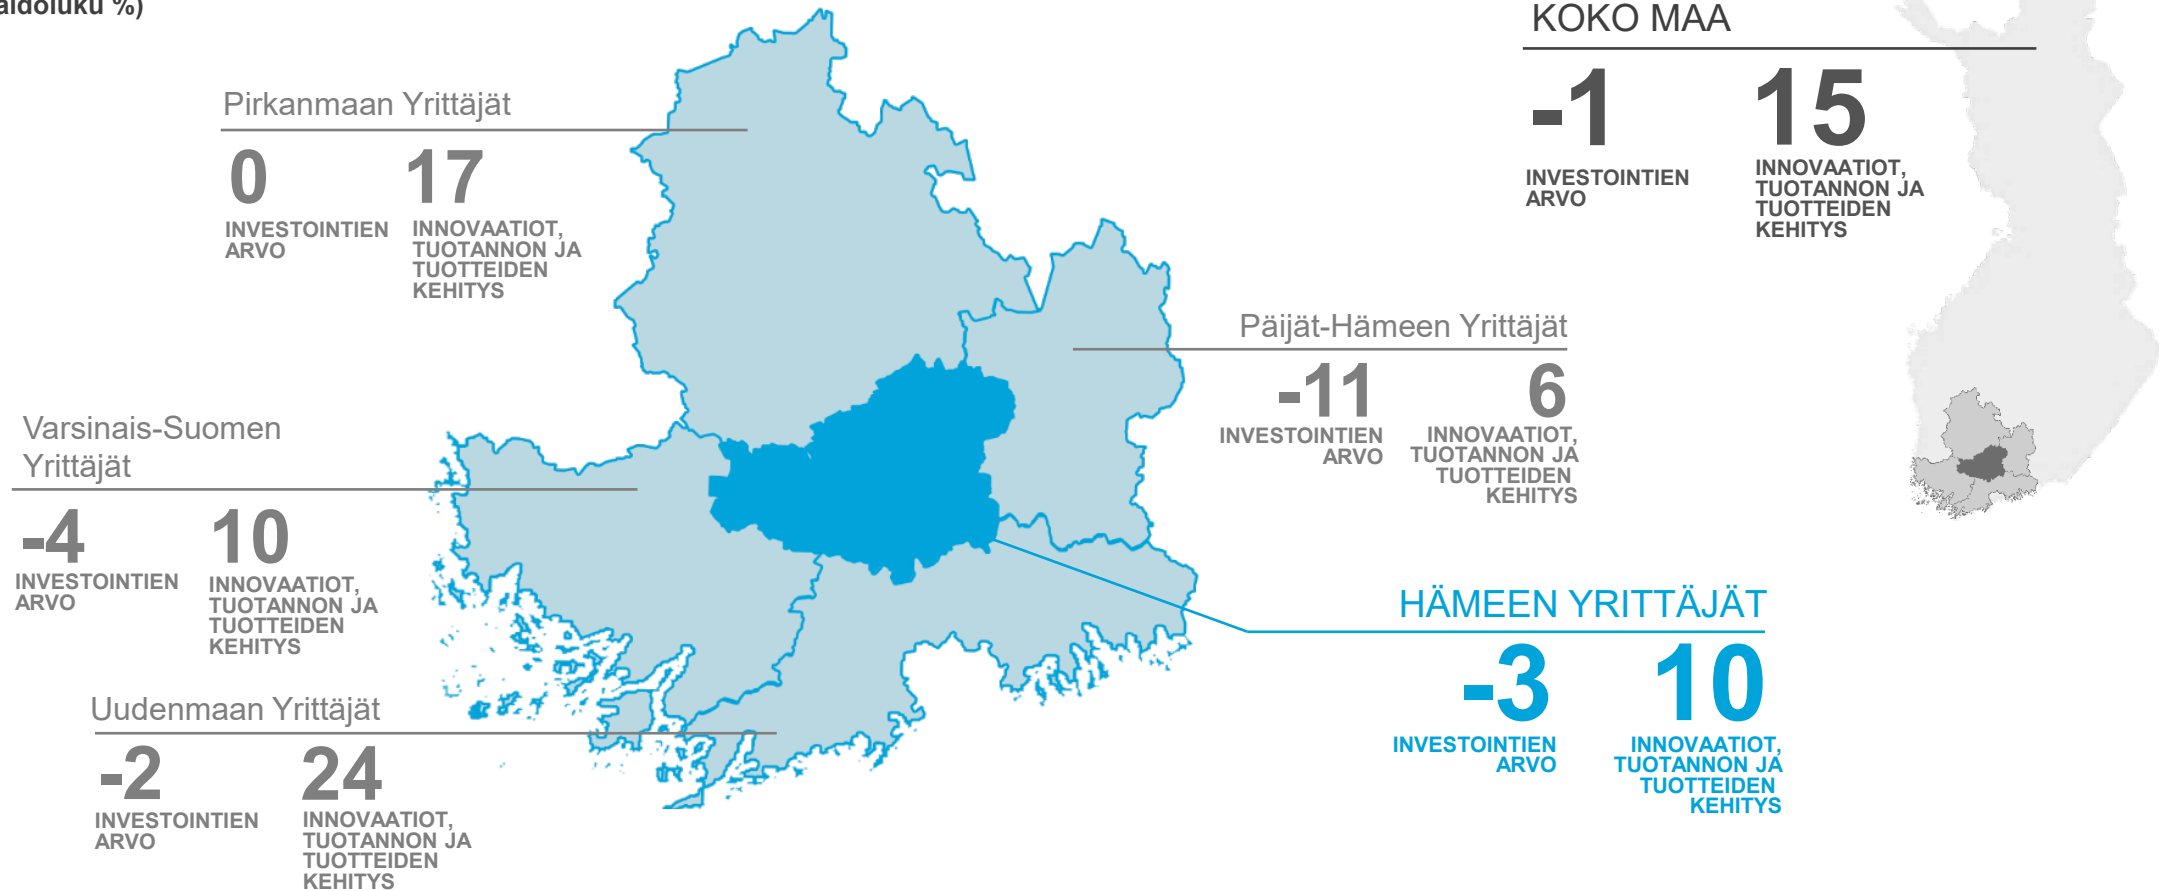 KOKO MAA
-1 15
INVESTOINTIEN
ARVO
INNOVAATIOT,
TUOTANNON JA
TUOTTEIDEN
KEHITYS
Pirkanmaan Yrittäjät
0 17
INVESTOINTIEN
ARVO
INNOVAATIOT,
TUOTANNON JA
TUOTTEIDEN
KEHITYS
Päijät-Hämeen Yrittäjät
-11 6
INVESTOINTIEN
ARVO
INNOVAATIOT,
TUOTANNON JA
TUOTTEIDEN
KEHITYS
Varsinais-Suomen
Yrittäjät
-4 10
INVESTOINTIEN
ARVO
INNOVAATIOT,
TUOTANNON JA
TUOTTEIDEN
KEHITYS
HÄMEEN YRITTÄJÄT
-3 10
INVESTOINTIEN
ARVO
INNOVAATIOT,
TUOTANNON JA
TUOTTEIDEN
KEHITYS
Uudenmaan Yrittäjät
-2 24
INVESTOINTIEN
ARVO
INNOVAATIOT,
TUOTANNON JA
TUOTTEIDEN
KEHITYS